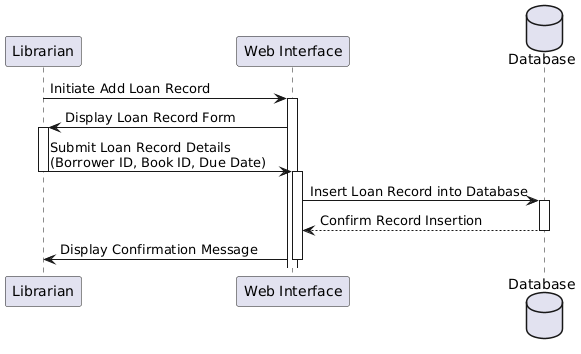 Librarian
Web Interface
Database
Initiate Add Loan Record
Display Loan Record Form
Submit Loan Record Details
(Borrower ID, Book ID, Due Date)
Insert Loan Record into Database
Confirm Record Insertion
Display Confirmation Message
Librarian
Web Interface
Database